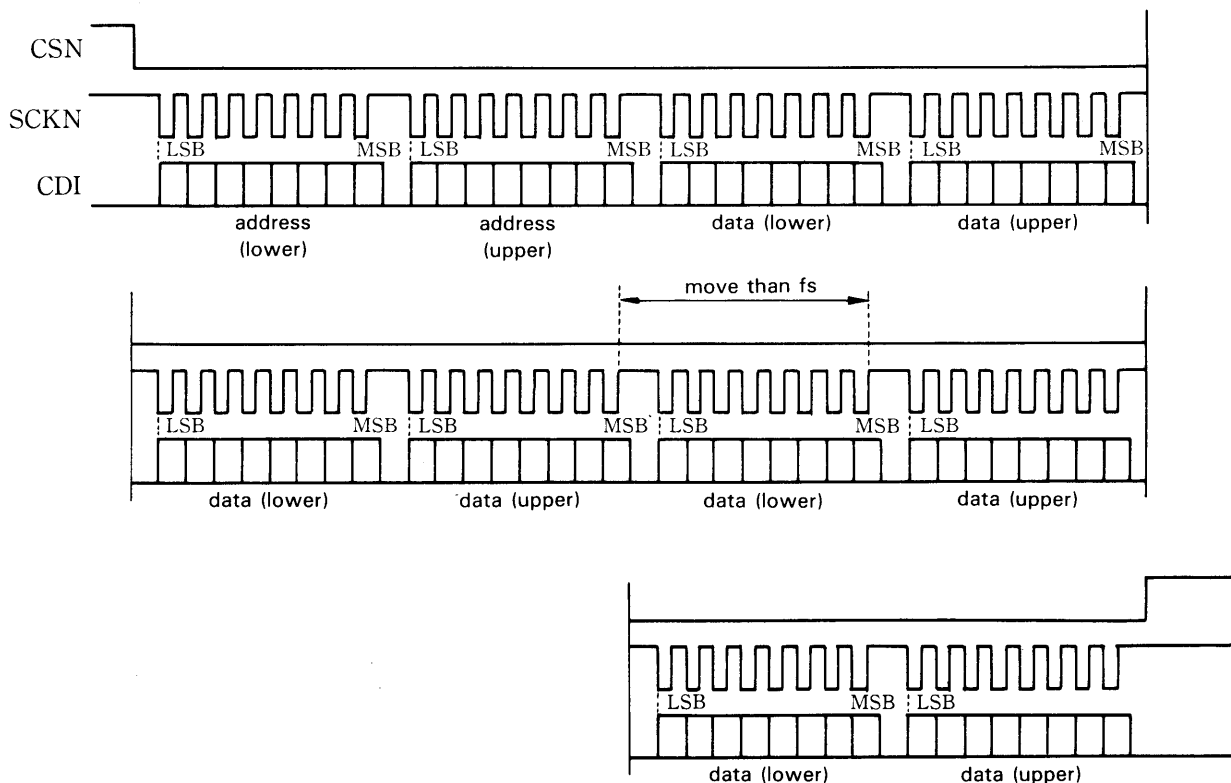 CSN
SCKN
LSB MSB LSB MSB LSB MSB LSB MSB
CDI
address
(lower)
address
(upper)
data (lower)
data (upper)
move than fs
LSB MSB LSB MSB LSB MSB LSB
data (lower)
data (upper)
data (lower)
data (upper)
LSB MSB LSB
data (lower)
data (upper)